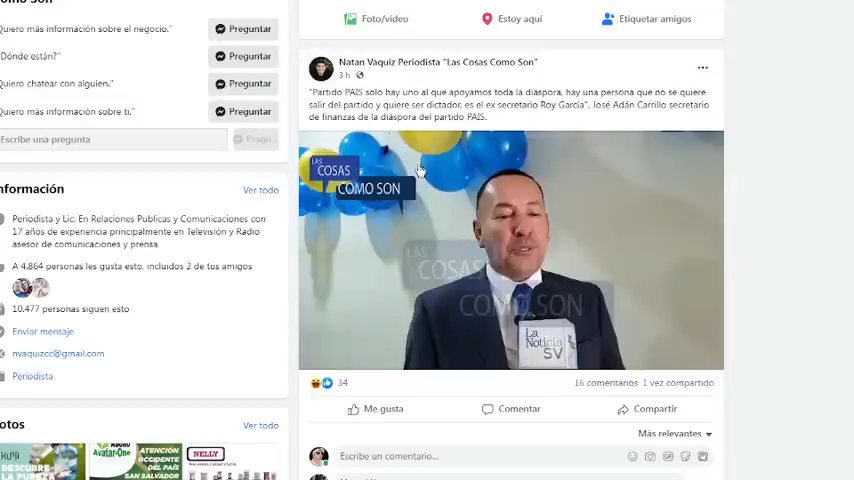 Como Son
Quiero más información sobre el negocio."
Preguntar
¿Dónde están?"
Preguntar
Quiero chatear con alguien."
Preguntar
Quiero más información sobre ti."
Preguntar
Escribe una pregunta
Pregu...
Información
Ver todo
Periodista y Lic. En Relaciones Publicas y Comunicaciones con
17 años de experiencia principalmente en Televisión y Radio
asesor de comunicaciones y prensa
A 4.864 personas les gusta esto, incluidos 2 de tus amigos
10.477 personas siguen esto
Enviar mensaje
nvaquizcc@gmail.com
Periodista
Fotos
Ver todo
DESCUBRE
LA PUREZA
Avatar-One
ATENCIÓN
OCCIDENTE
DEL PAÍS
SAN SALVADOR
NELLY
Foto/video
Estoy aquí
Etiquetar amigos
Natan Vaquiz Periodista "Las Cosas Como Son"
3 h
"Partido PAIS solo hay uno al que apoyamos toda la diáspora, hay una persona que no se quiere
salir del partido y quiere ser dictador, es el ex secretario Roy García", José Adán Carrillo secretario
de finanzas de la diáspora del partido PAIS.
LAS
COSAS
COMO SON
LAS
COSAS
COMO SON
La
Noticia
SV
34
16 comentarios 1 vez compartido
Me gusta
Comentar
Compartir
Más relevantes
Escribe un comentario...